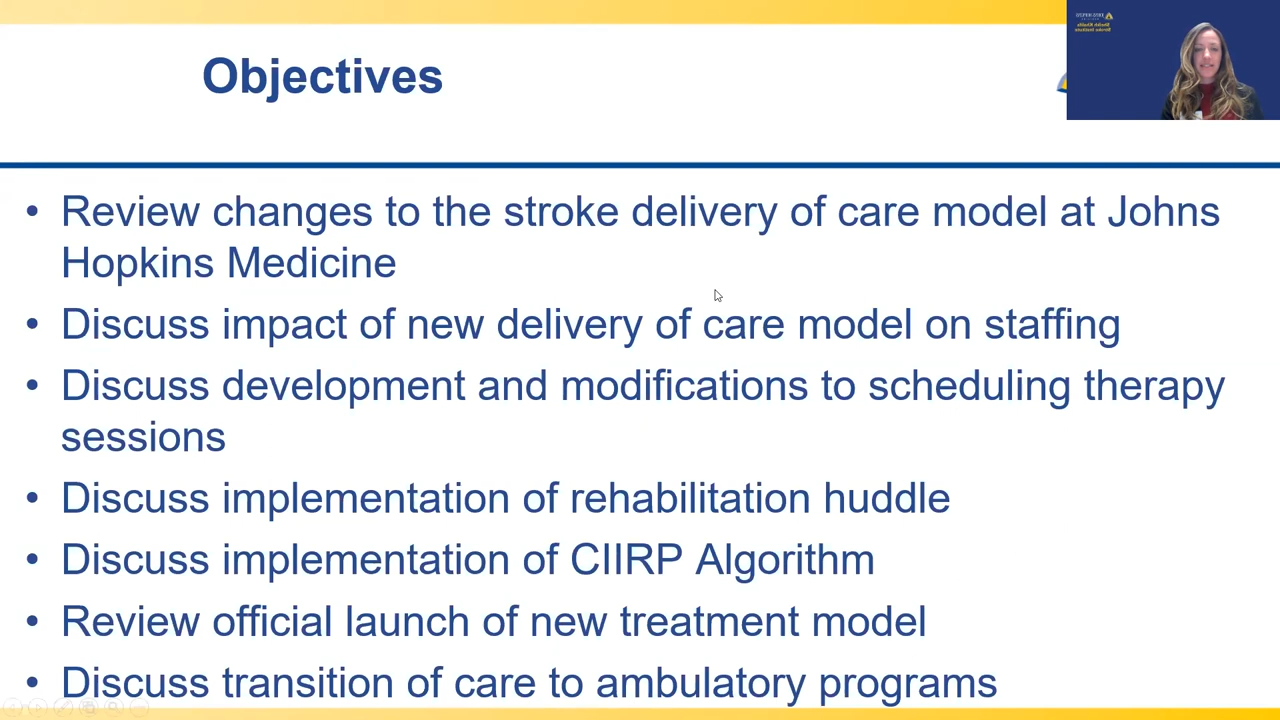 Objectives
• Review changes to the stroke delivery of care model at Johns
Hopkins Medicine
• Discuss impact of new delivery of care model on staffing
• Discuss development and modifications to scheduling therapy
sessions
• Discuss implementation of rehabilitation huddle
• Discuss implementation of CIIRP Algorithm
• Review official launch of new treatment model
• Discuss transition of care to ambulatory programs